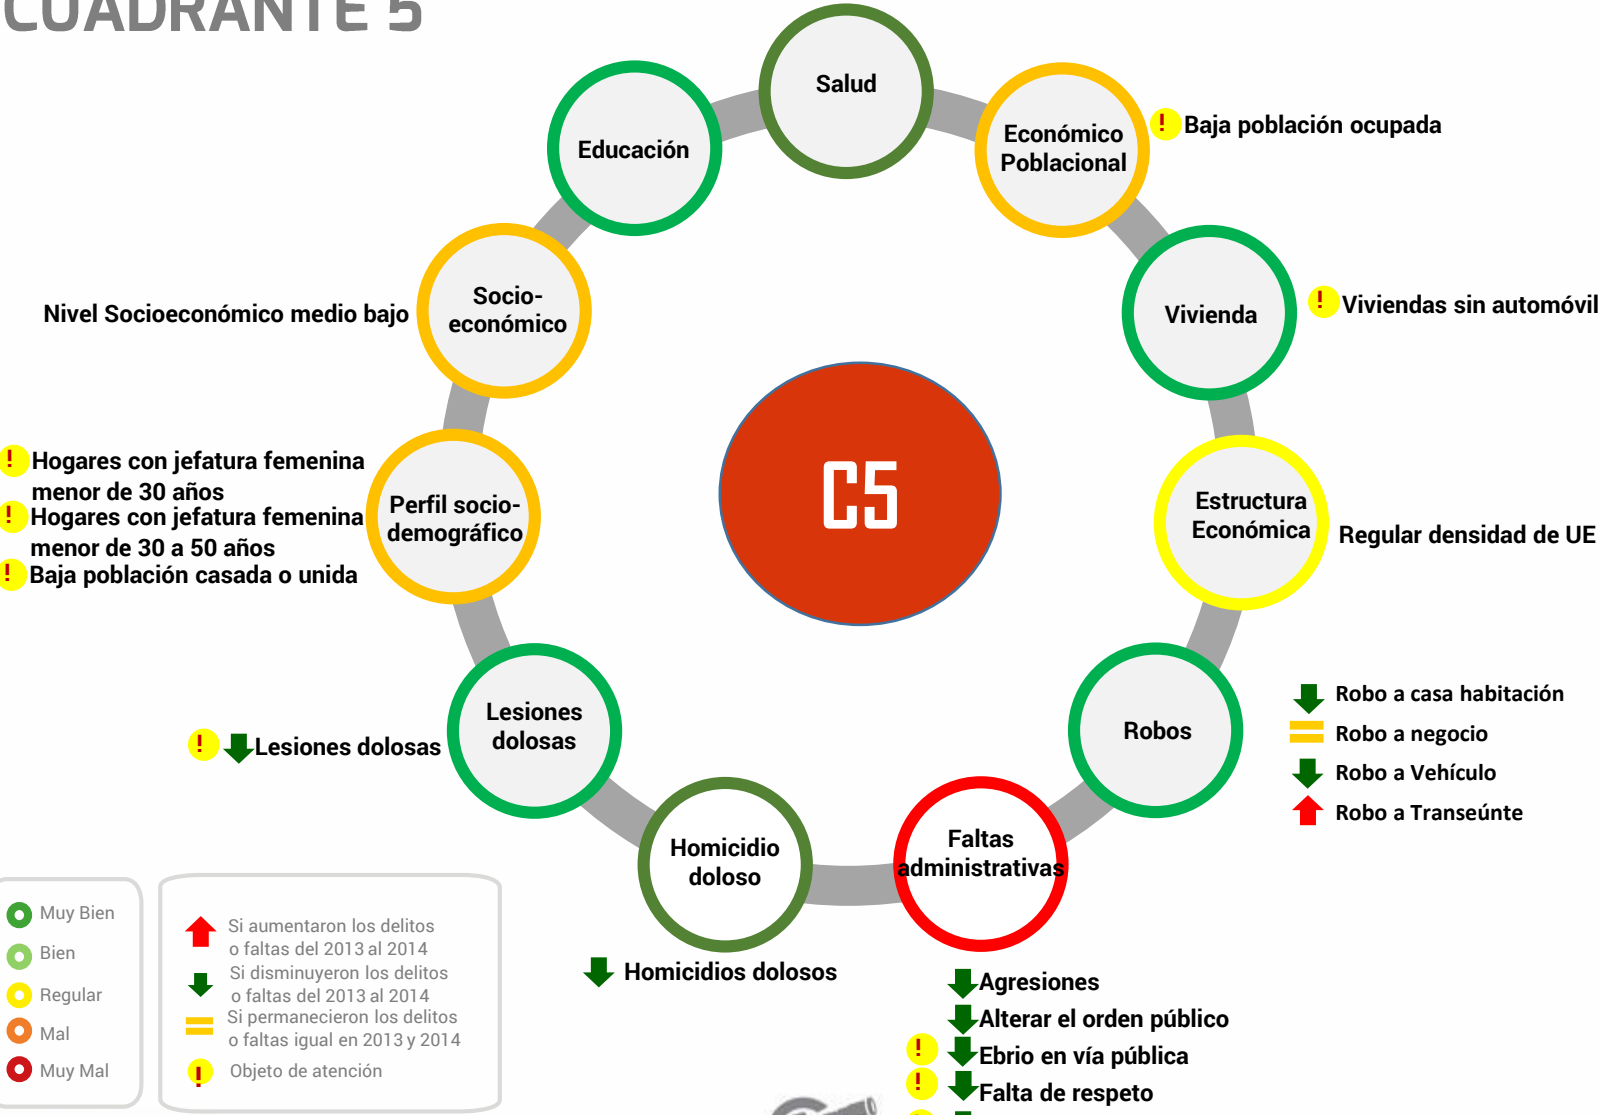 CUADRANTE 5
Salud
Educación
Económico
Poblacional
! Baja población ocupada
Socio-
económico
Nivel Socioeconómico medio bajo
Vivienda
! Viviendas sin automóvil
C5
! Hogares con jefatura femenina
menor de 30 años
! Hogares con jefatura femenina
menor de 30 a 50 años
! Baja población casada o unida
Perfil socio-
demográfico
Estructura
Económica
Regular densidad de UE
Lesiones
dolosas
! Lesiones dolosas
Robos
Robo a casa habitación
Robo a negocio
Robo a Vehículo
Robo a Transeúnte
Homicidio
doloso
Homicidios dolosos
Faltas
administrativas
Agresiones
Alterar el orden público
! Ebrio en vía pública
! Falta de respeto
Muy Bien
Bien
Regular
Mal
Muy Mal
Si aumentaron los delitos
o faltas del 2013 al 2014
Si disminuyeron los delitos
o faltas del 2013 al 2014
Si permanecieron los delitos
o faltas igual en 2013 y 2014
! Objeto de atención